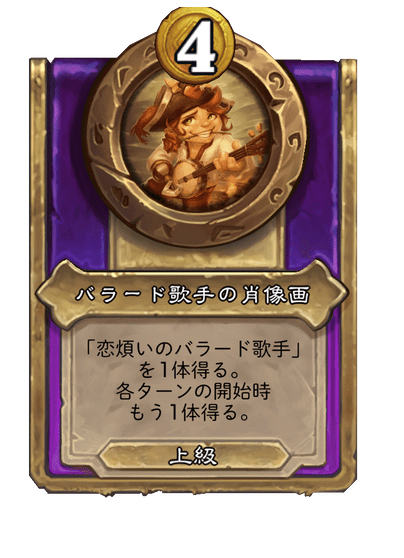 4
バラード歌手の肖像画
「恋煩いのバラード歌手」
を1体得る。
各ターンの開始時
もう1体得る。
上級